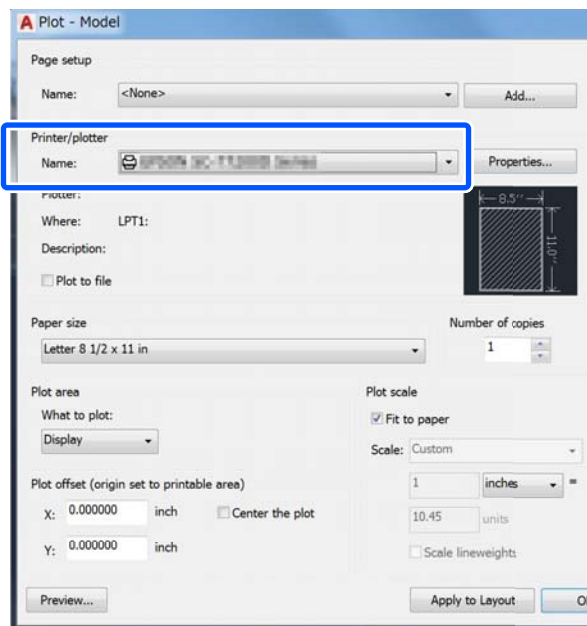 A Plot - Model
Page setup
Name: <None> Add...
Printer/plotter
Name: Properties...
Plotter:
Where: LPT1:
Description:
Plot to file
8.5''
11.0''
Paper size
Letter 8 1/2 x 11 in
Number of copies
1
Plot area
What to plot:
Display
Plot scale
Fit to paper
Scale: Custom
1 inches =
10.45 units
Scale lineweights
Plot offset (origin set to printable area)
X: 0.000000 inch Center the plot
Y: 0.000000 inch
Preview... Apply to Layout